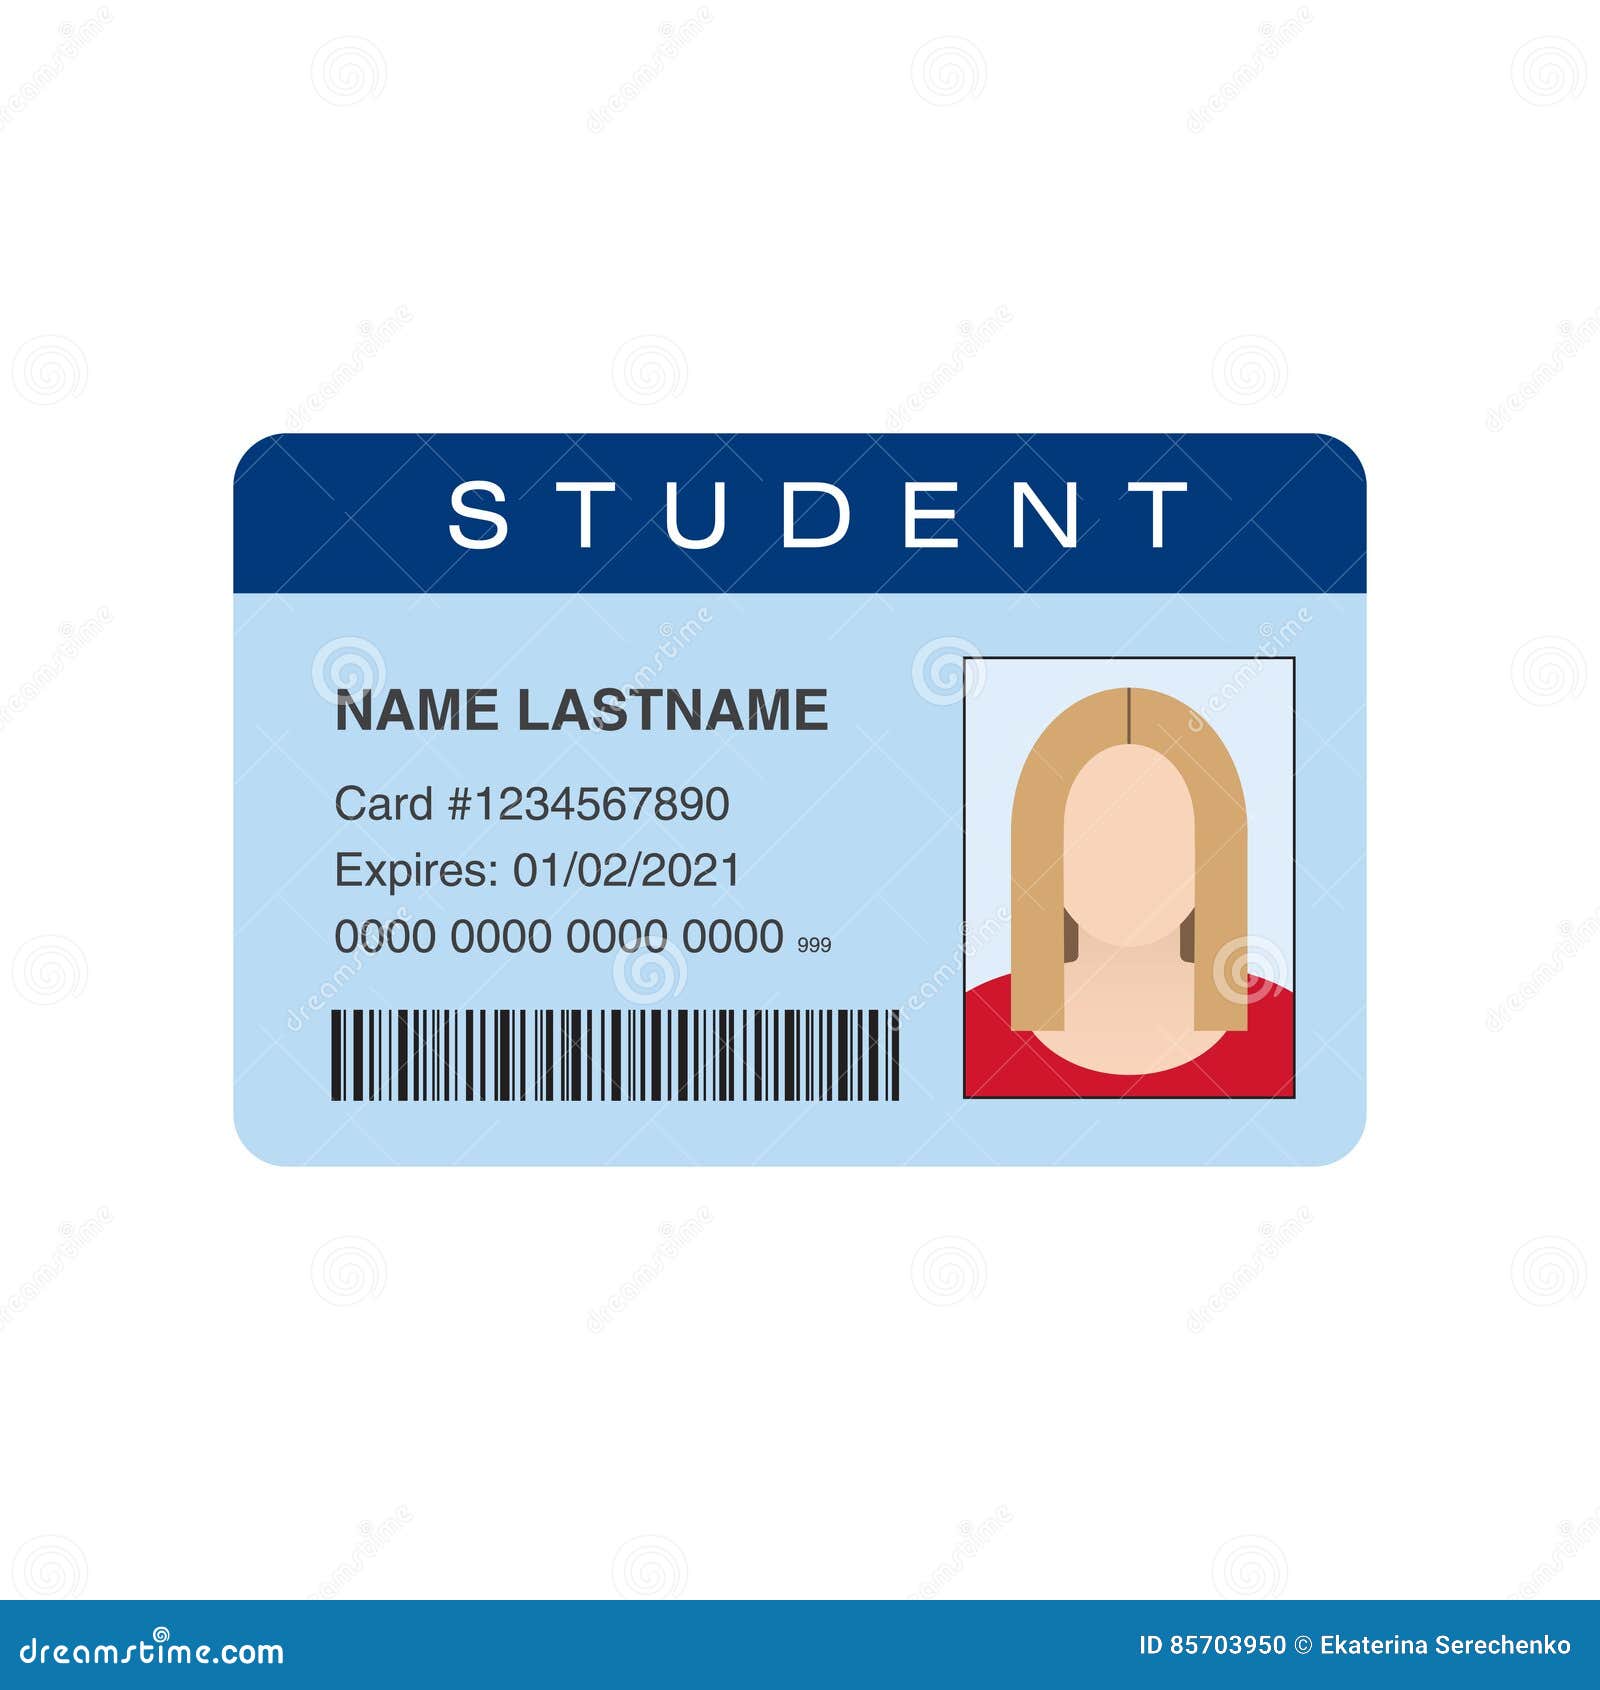 STUDENT
NAME LASTNAME
Card #1234567890
Expires: 01/02/2021
0000 0000 0000 0000 999
dreamstime.com
ID 85703950 © Ekaterina Serechenko